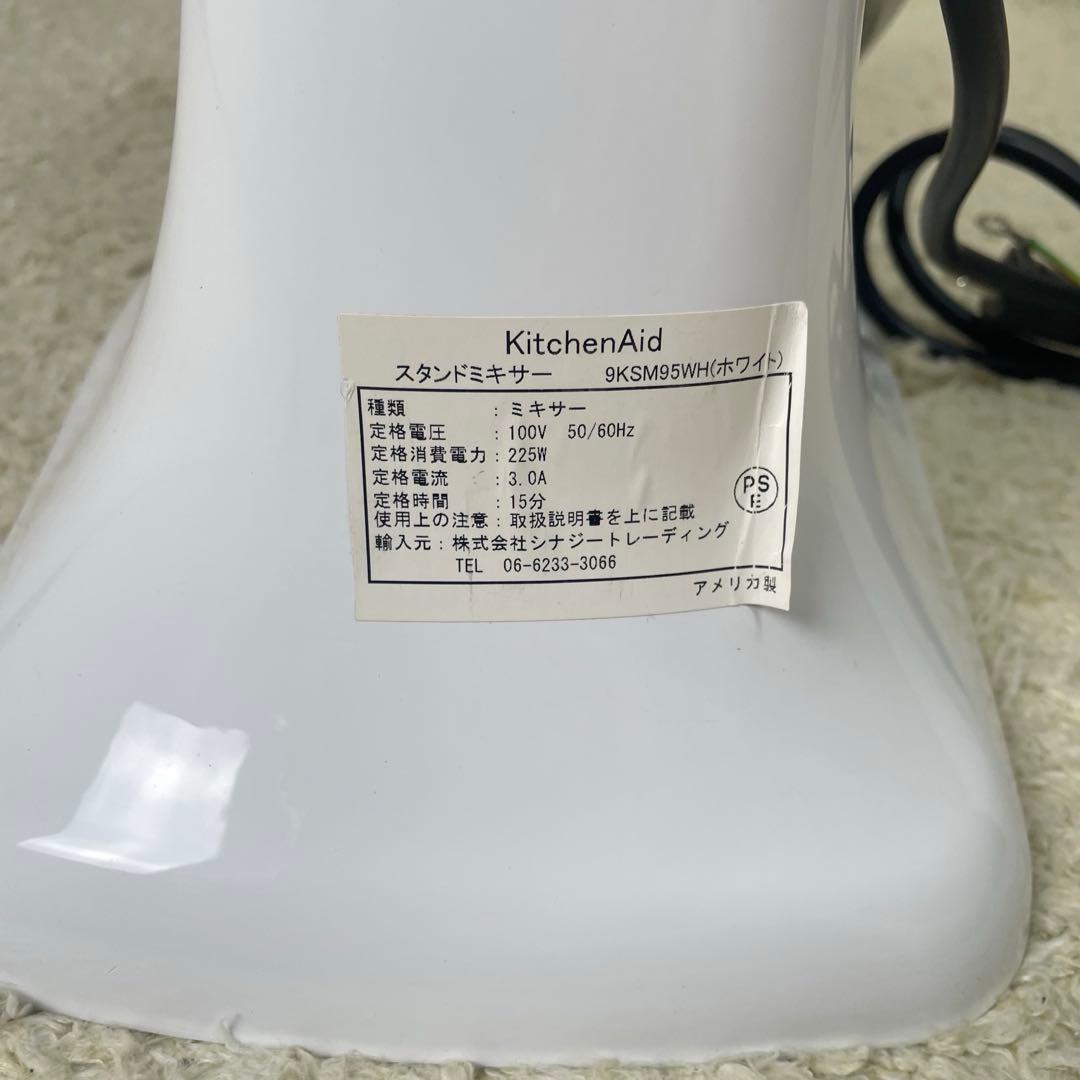 KitchenAid
スタンドミキサー 9KSM95WH(ホワイト)
種類 : ミキサー
定格電圧 : 100V 50/60Hz
定格消費電力 : 225W
定格電流 : 3.0A
定格時間 : 15分
使用上の注意 : 取扱説明書を上に記載
輸入元 : 株式会社シナジートレーディング
TEL 06-6233-3066
PS
E
アメリカ製